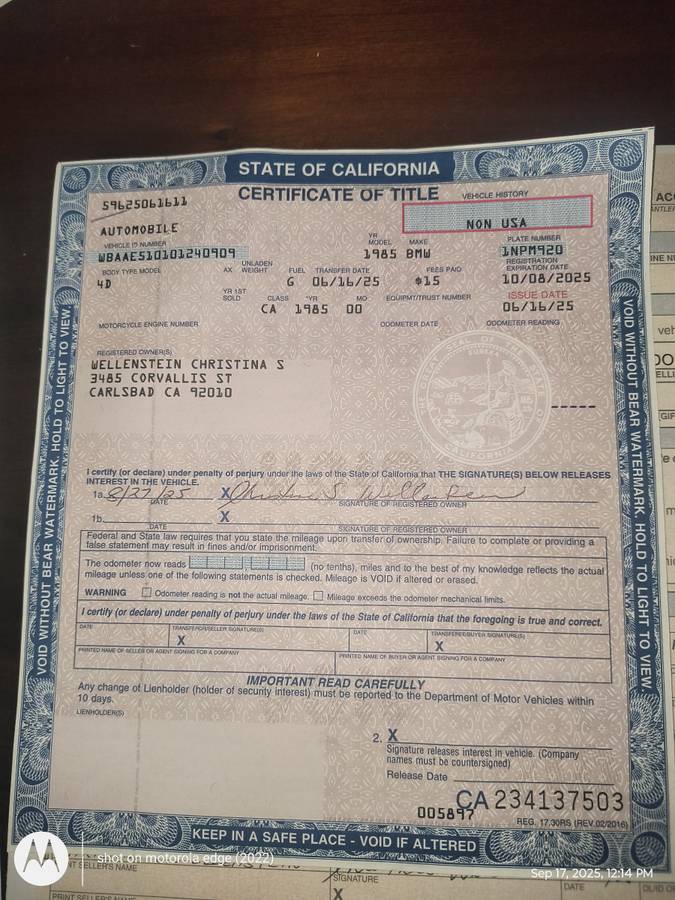 STATE OF CALIFORNIA
CERTIFICATE OF TITLE
VEHICLE HISTORY
59625061611
NON USA
AUTOMOBILE
VEHICLE ID NUMBER
YR MODEL MAKE
PLATE NUMBER
WBAAE510101240909
1985 BMW
1NPM920
BODY TYPE MODEL
AX
UNLADEN WEIGHT
FUEL
TRANSFER DATE
FEES PAID
REGISTRATION EXPIRATION DATE
4D
G 06/16/25
$15
10/08/2025
YR 1ST SOLD
CLASS
*YR
MO
EQUIPMT/TRUST NUMBER
ISSUE DATE
CA 1985 00
06/16/25
MOTORCYCLE ENGINE NUMBER
ODOMETER DATE
ODOMETER READING
REGISTERED OWNER(S)
WELLENSTEIN CHRISTINA S
3485 CORVALLIS ST
CARLSBAD CA 92010
------
I certify (or declare) under penalty of perjury under the laws of the State of California that THE SIGNATURE(S) BELOW RELEASES
INTEREST IN THE VEHICLE.
1a. 8/27/25 X
DATE
SIGNATURE OF REGISTERED OWNER
1b. X
DATE
SIGNATURE OF REGISTERED OWNER
Federal and State law requires that you state the mileage upon transfer of ownership. Failure to complete or providing a
false statement may result in fines and/or imprisonment.
The odometer now reads (no tenths), miles and to the best of my knowledge reflects the actual
mileage unless one of the following statements is checked. Mileage is VOID if altered or erased.
WARNING Odometer reading is not the actual mileage. Mileage exceeds the odometer mechanical limits.
I certify (or declare) under penalty of perjury under the laws of the State of California that the foregoing is true and correct.
DATE
TRANSFEROR/SELLER SIGNATURE(S)
DATE
TRANSFEREE/BUYER SIGNATURE(S)
X
X
PRINTED NAME OF SELLER OR AGENT SIGNING FOR A COMPANY
PRINTED NAME OF BUYER OR AGENT SIGNING FOR A COMPANY
IMPORTANT READ CAREFULLY
Any change of Lienholder (holder of security interest) must be reported to the Department of Motor Vehicles within
10 days.
LIENHOLDER(S)
2. X
Signature releases interest in vehicle. (Company
names must be countersigned)
Release Date
CA 234137503
005897
REG. 17.30RS (REV.02/2016)
KEEP IN A SAFE PLACE - VOID IF ALTERED
VOID WITHOUT BEAR WATERMARK. HOLD TO LIGHT TO VIEW.
VOID WITHOUT BEAR WATERMARK. HOLD TO LIGHT TO VIEW.
shot on motorola edge (2022)
Sep 17, 2025, 12:14 PM
PRINT SELLER'S NAME
SIGNATURE
DATE
X